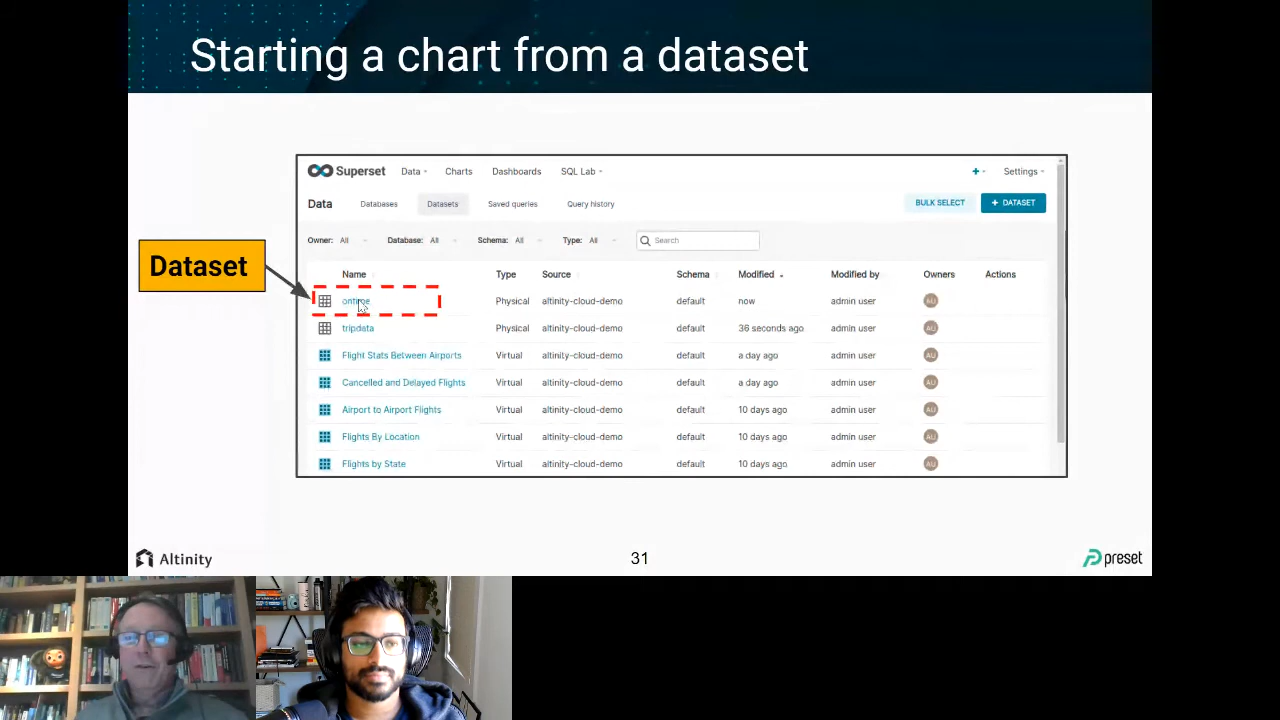 Starting a chart from a dataset
Superset Data Charts Dashboards SQL Lab + Settings
Data Databases Datasets Saved queries Query history BULK SELECT + DATASET
Owner: All Database: All Schema: All Type: All Search
Dataset
Name Type Source Schema Modified Modified by Owners Actions
ontime Physical altinity-cloud-demo default now admin user AU
tripdata Physical altinity-cloud-demo default 36 seconds ago admin user AU
Flight Stats Between Airports Virtual altinity-cloud-demo default a day ago admin user AU
Cancelled and Delayed Flights Virtual altinity-cloud-demo default a day ago admin user AU
Airport to Airport Flights Virtual altinity-cloud-demo default 10 days ago admin user AU
Flights By Location Virtual altinity-cloud-demo default 10 days ago admin user AU
Flights by State Virtual altinity-cloud-demo default 10 days ago admin user AU
Altinity 31 preset